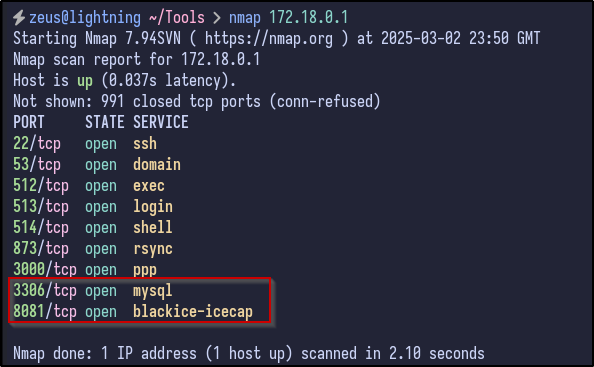 zeus@lightning ~/Tools > nmap 172.18.0.1
Starting Nmap 7.94SVN ( https://nmap.org ) at 2025-03-02 23:50 GMT
Nmap scan report for 172.18.0.1
Host is up (0.037s latency).
Not shown: 991 closed tcp ports (conn-refused)
PORT     STATE SERVICE
22/tcp   open  ssh
53/tcp   open  domain
512/tcp  open  exec
513/tcp  open  login
514/tcp  open  shell
873/tcp  open  rsync
3000/tcp open  ppp
3306/tcp open  mysql
8081/tcp open  blackice-icecap
Nmap done: 1 IP address (1 host up) scanned in 2.10 seconds